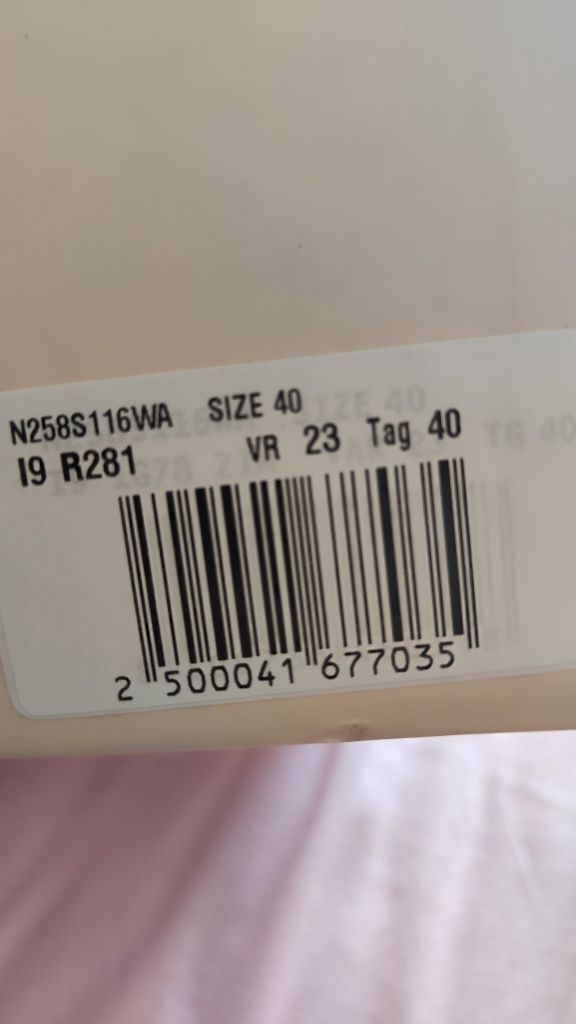 N258S116WA SIZE 40
I9 R281 VR 23 Tag 40
2 500041 677035